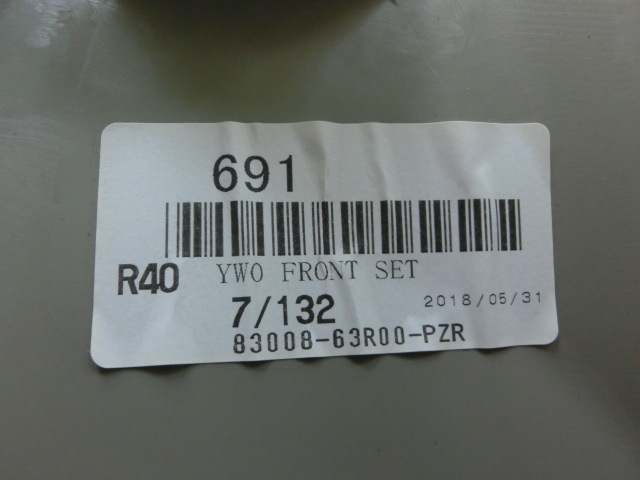 691
R40 YWO FRONT SET
7/132 2018/05/31
83008-63R00-PZR